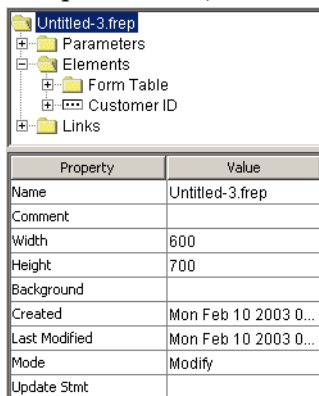 Untitled-3.frep
Parameters
Elements
Form Table
Customer ID
Links
Property Value
Name Untitled-3.frep
Comment
Width 600
Height 700
Background
Created Mon Feb 10 2003 0...
Last Modified Mon Feb 10 2003 0...
Mode Modify
Update Stmt